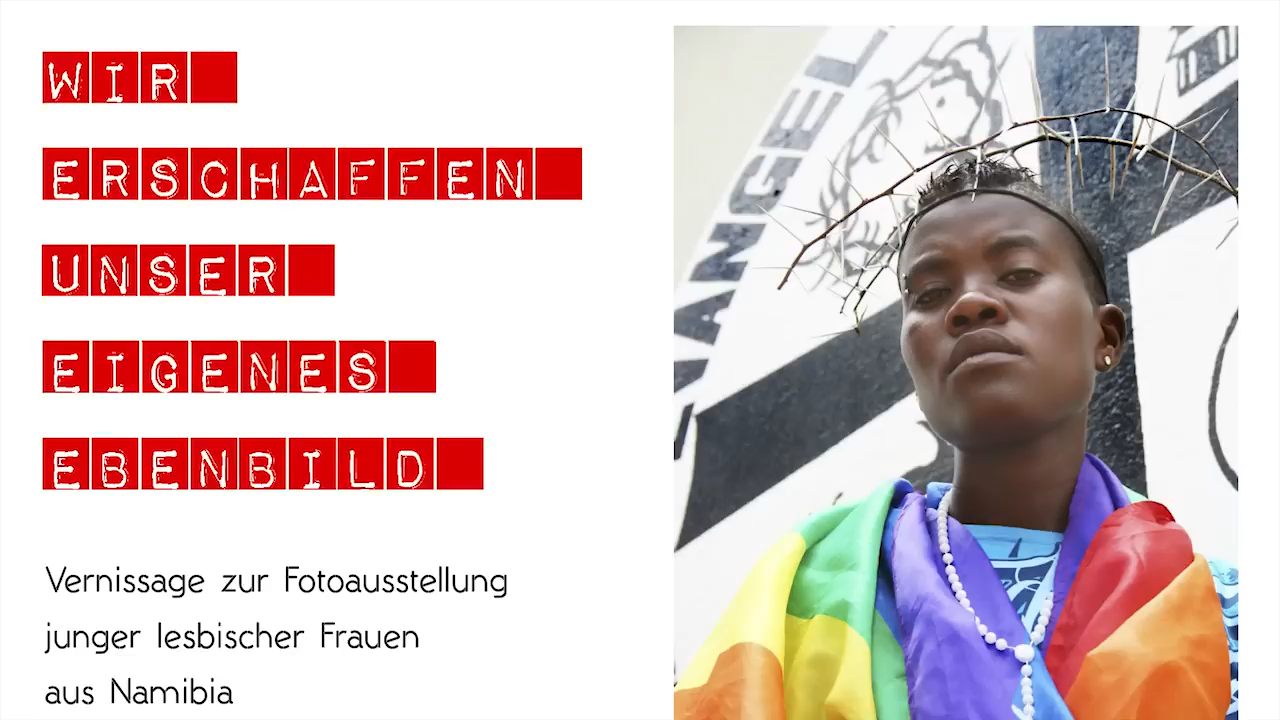 WIR
ERSCHAFFEN
UNSER
EIGENES
EBENBILD
Vernissage zur Fotoausstellung
junger lesbischer Frauen
aus Namibia